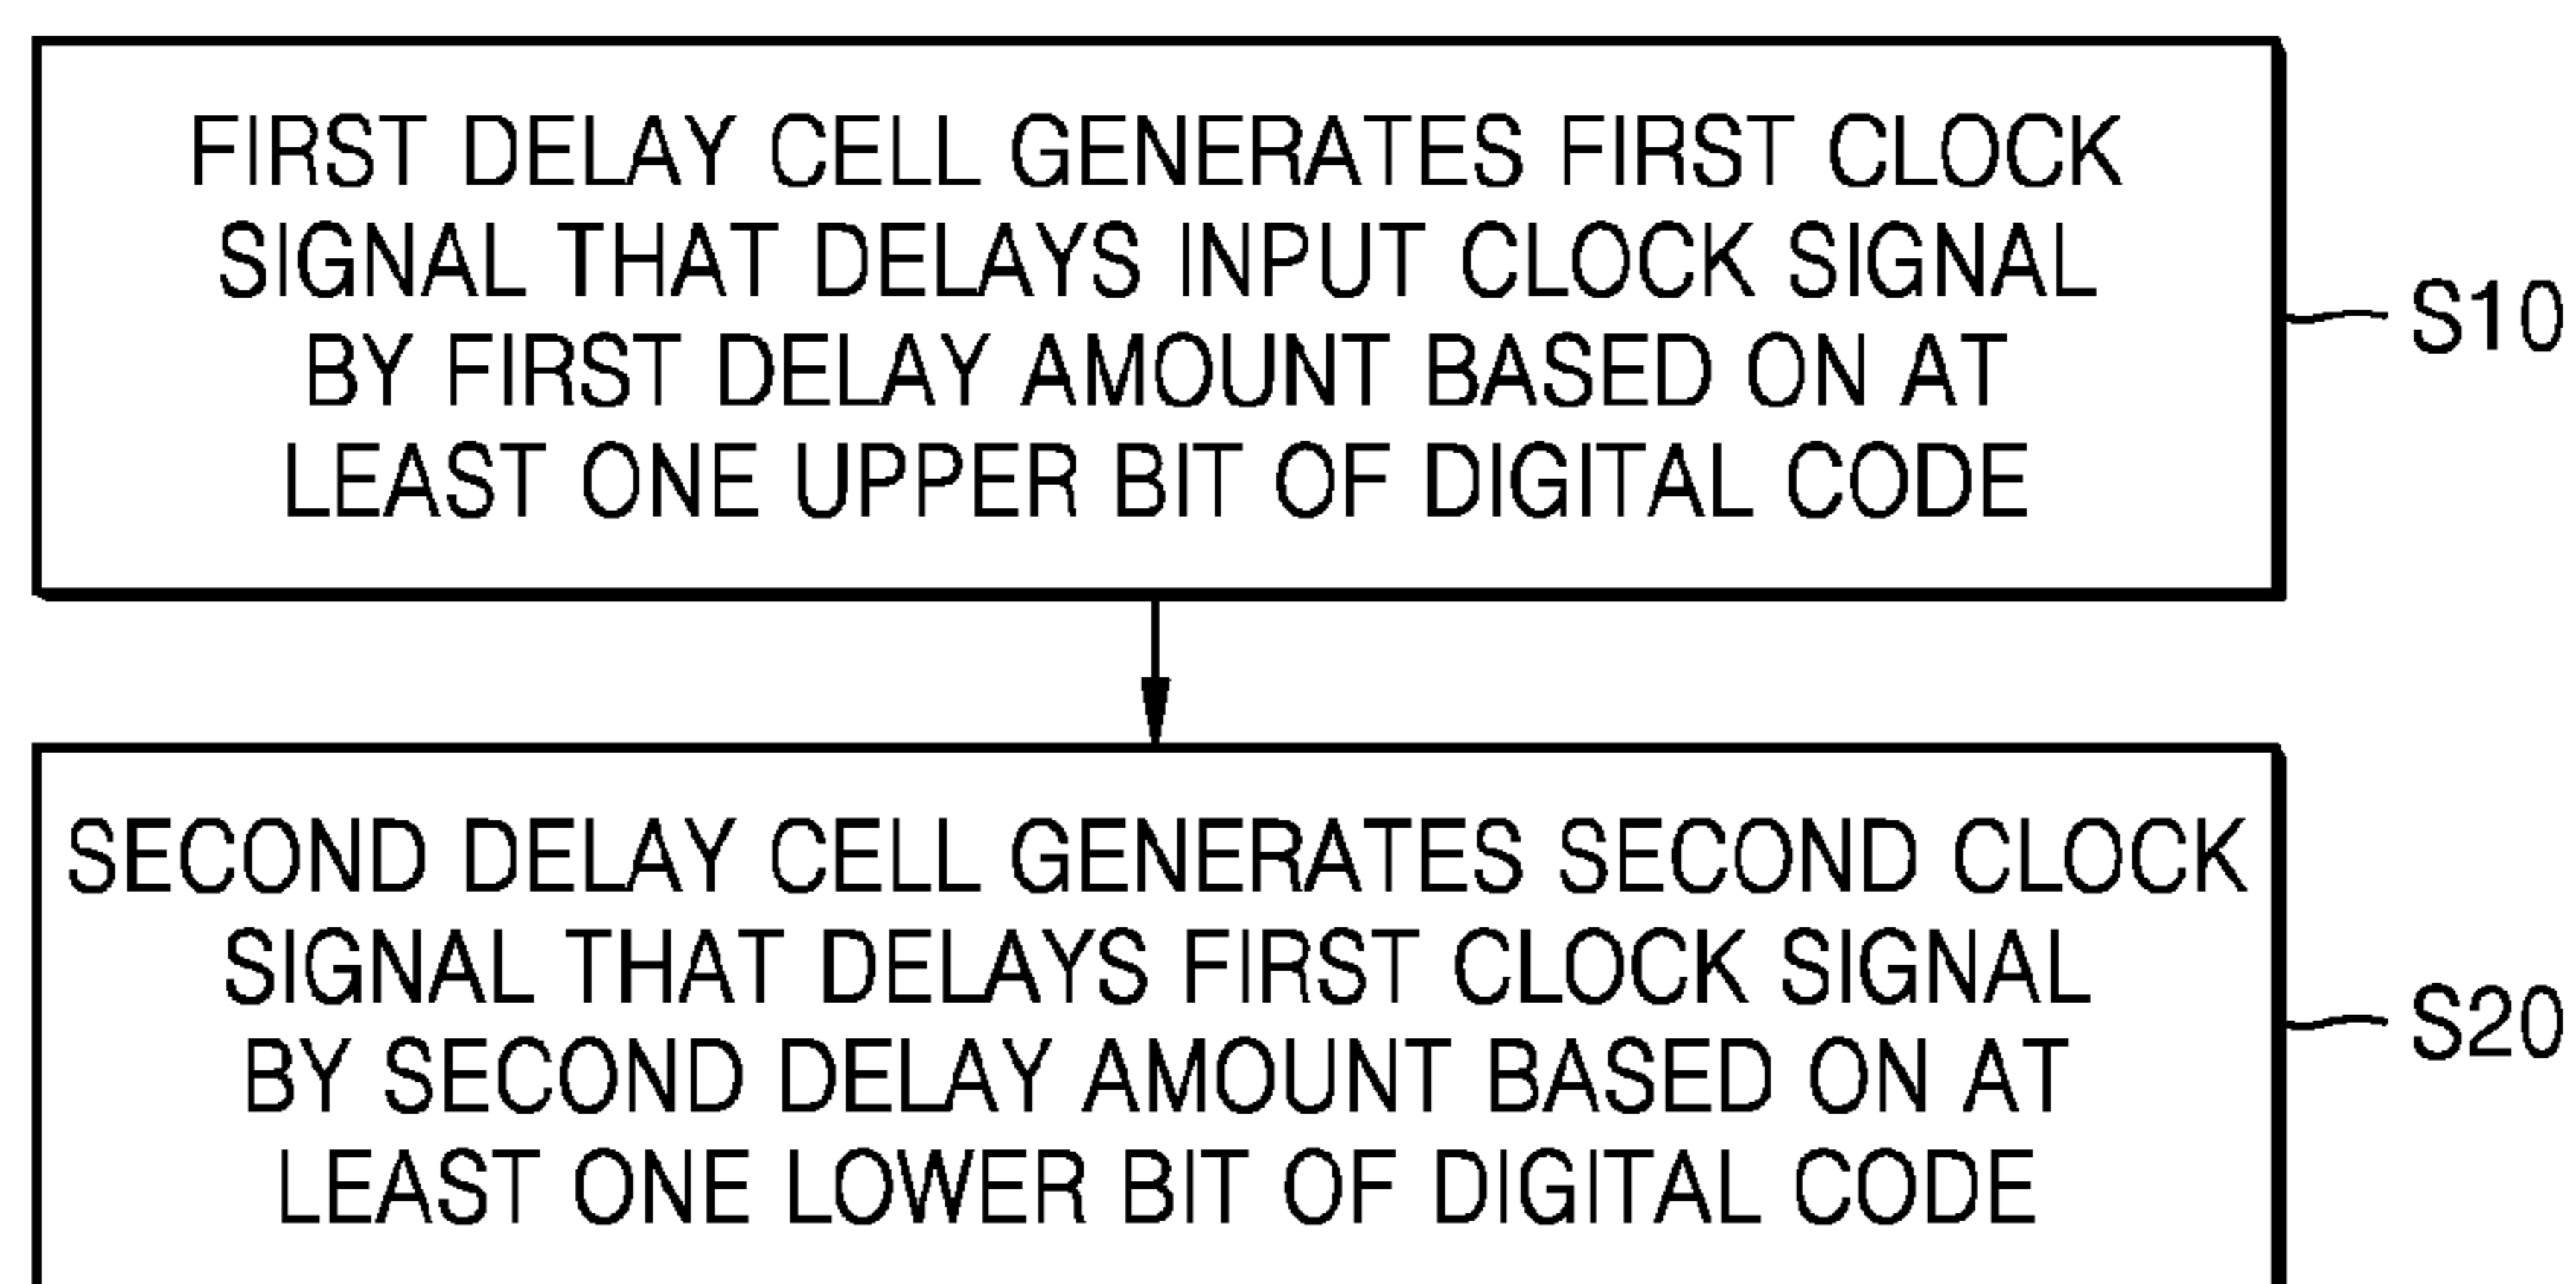 FIRST DELAY CELL GENERATES FIRST CLOCK
SIGNAL THAT DELAYS INPUT CLOCK SIGNAL
BY FIRST DELAY AMOUNT BASED ON AT
LEAST ONE UPPER BIT OF DIGITAL CODE
S10
SECOND DELAY CELL GENERATES SECOND CLOCK
SIGNAL THAT DELAYS FIRST CLOCK SIGNAL
BY SECOND DELAY AMOUNT BASED ON AT
LEAST ONE LOWER BIT OF DIGITAL CODE
S20